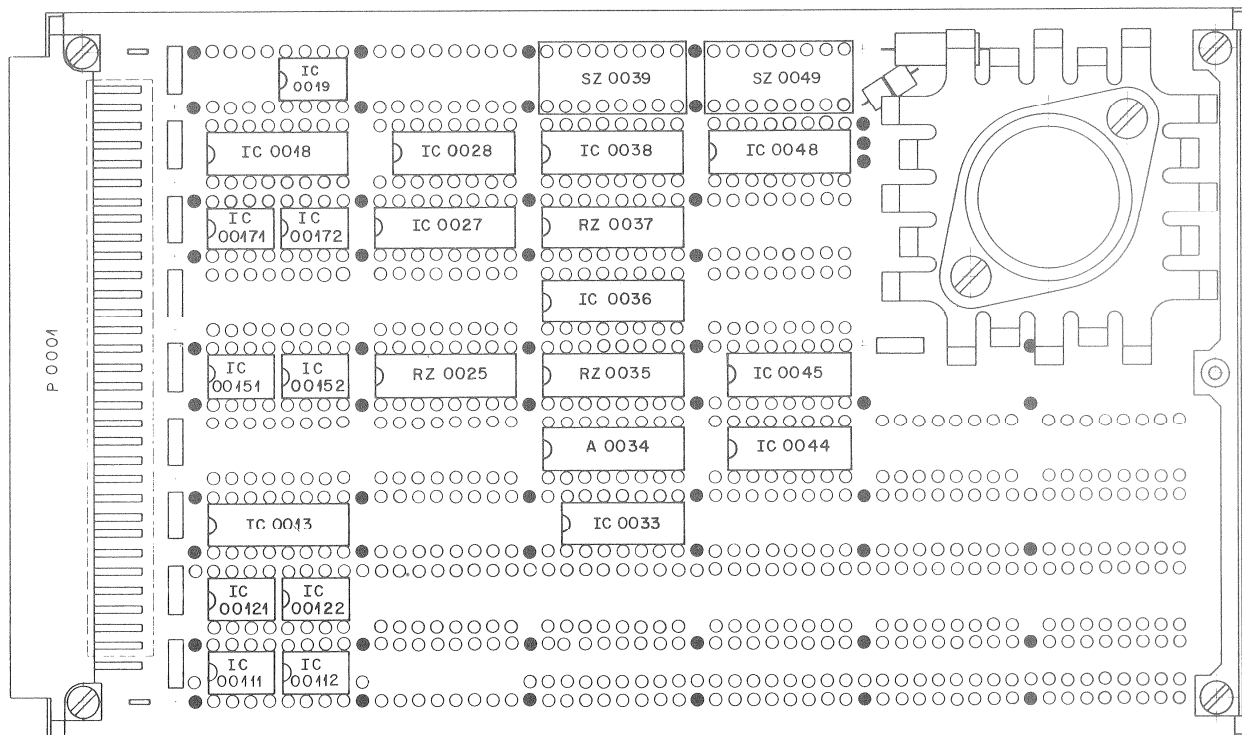 IC
0019
SZ 0039
SZ 0049
IC 0018
IC 0028
IC 0038
IC 0048
IC
00171
IC
00172
IC 0027
RZ 0037
IC 0036
P 0001
IC
00151
IC
00152
RZ 0025
RZ 0035
IC 0045
A 0034
IC 0044
IC 0013
IC 0033
IC
00121
IC
00122
IC
00111
IC
00112